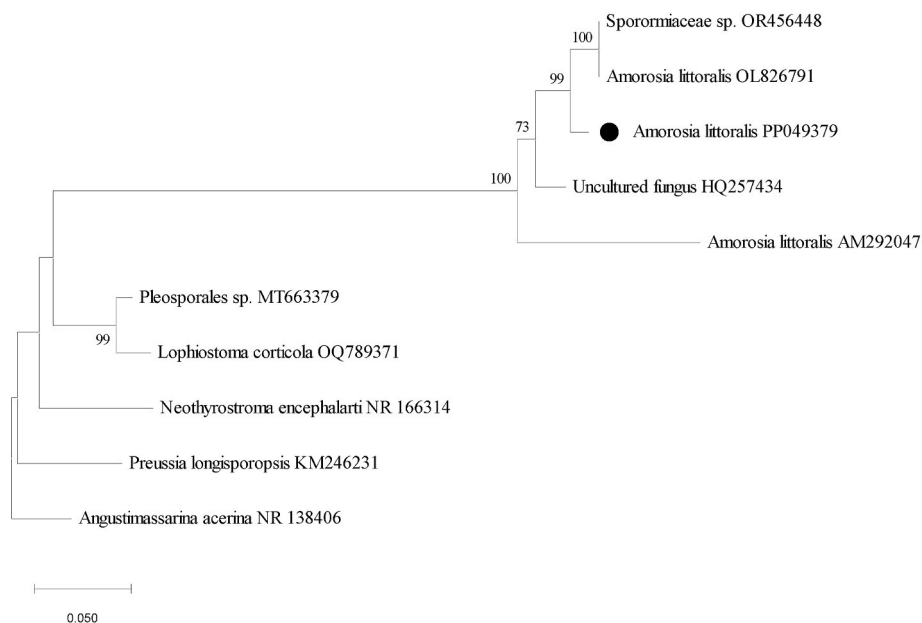 Sporormiaceae sp. OR456448
100
Amorosia littoralis OL826791
99
Amorosia littoralis PP049379
73
Uncultured fungus HQ257434
100
Amorosia littoralis AM292047
Pleosporales sp. MT663379
99
Lophiostoma corticola OQ789371
Neothyrostroma encephalarti NR 166314
Preussia longisporopsis KM246231
Angustimassarina acerina NR 138406
0.050